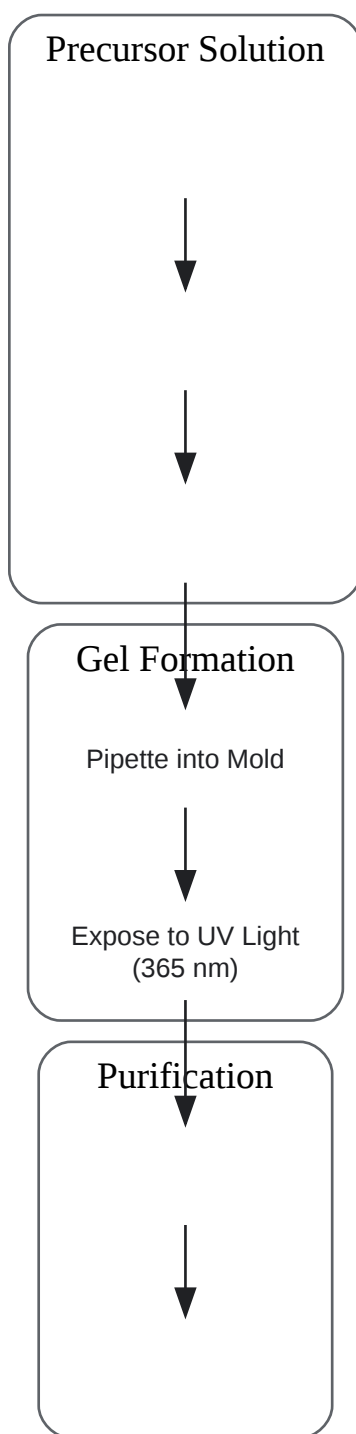 Precursor Solution
Gel Formation
Pipette into Mold
Expose to UV Light
(365 nm)
Purification